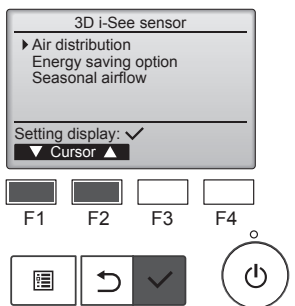 3D i-See sensor
▶Air distribution
Energy saving option
Seasonal airflow
Setting display: ✓
▼ Cursor ▲
F1 F2 F3 F4